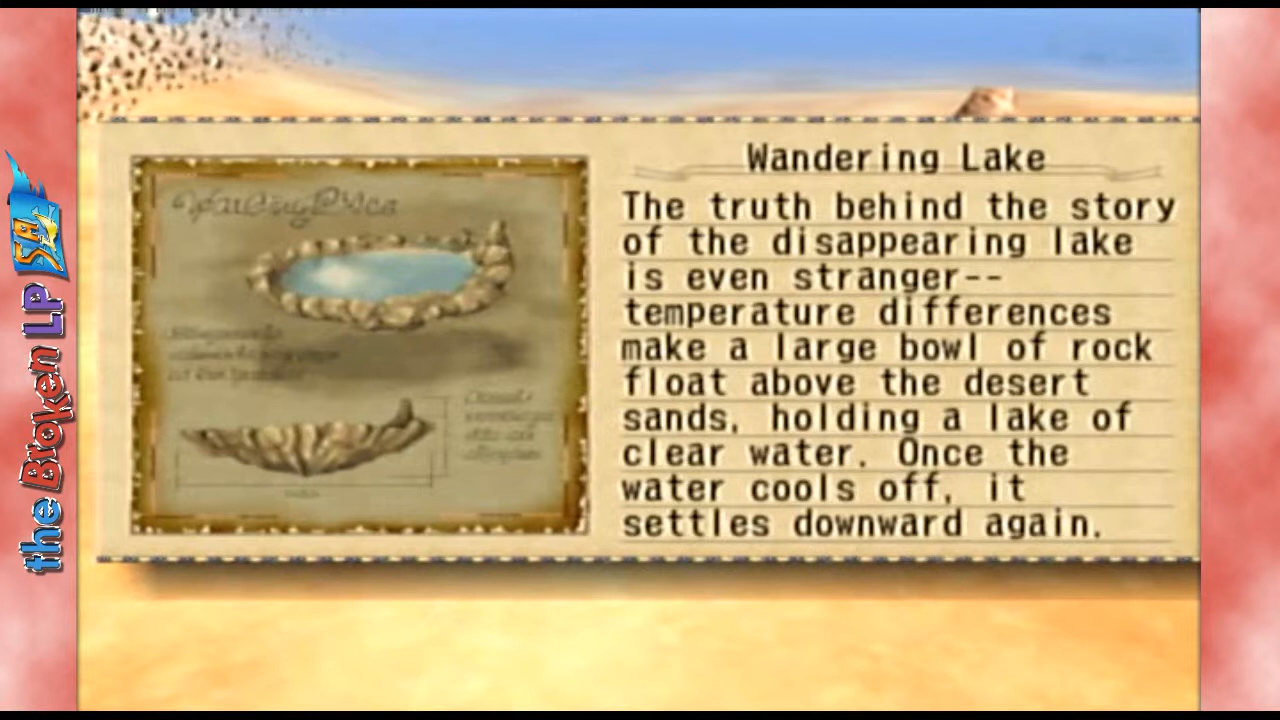 the Broken LP
SA
Wandering Lake
The truth behind the story
of the disappearing lake
is even stranger--
temperature differences
make a large bowl of rock
float above the desert
sands, holding a lake of
clear water. Once the
water cools off, it
settles downward again.